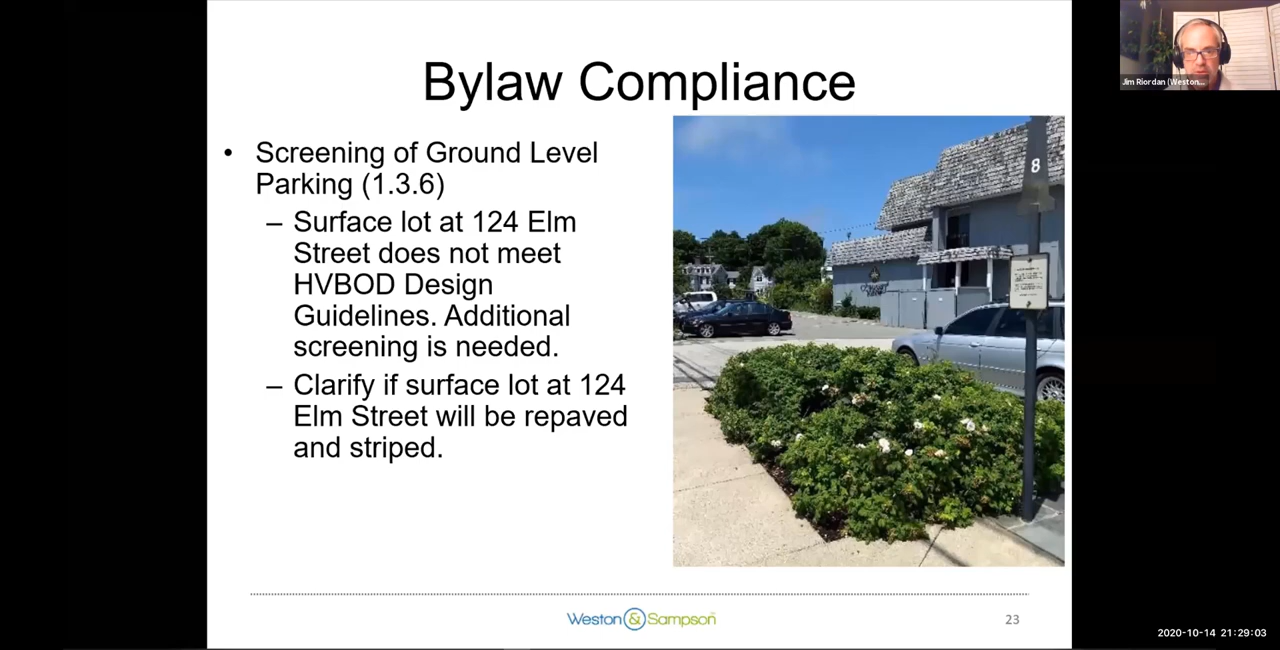 Bylaw Compliance
• Screening of Ground Level
Parking (1.3.6)
– Surface lot at 124 Elm
Street does not meet
HVBOD Design
Guidelines. Additional
screening is needed.
– Clarify if surface lot at 124
Elm Street will be repaved
and striped.
8
Weston & Sampson
23
Jim Riordan (Weston...
2020-10-14 21:29:03